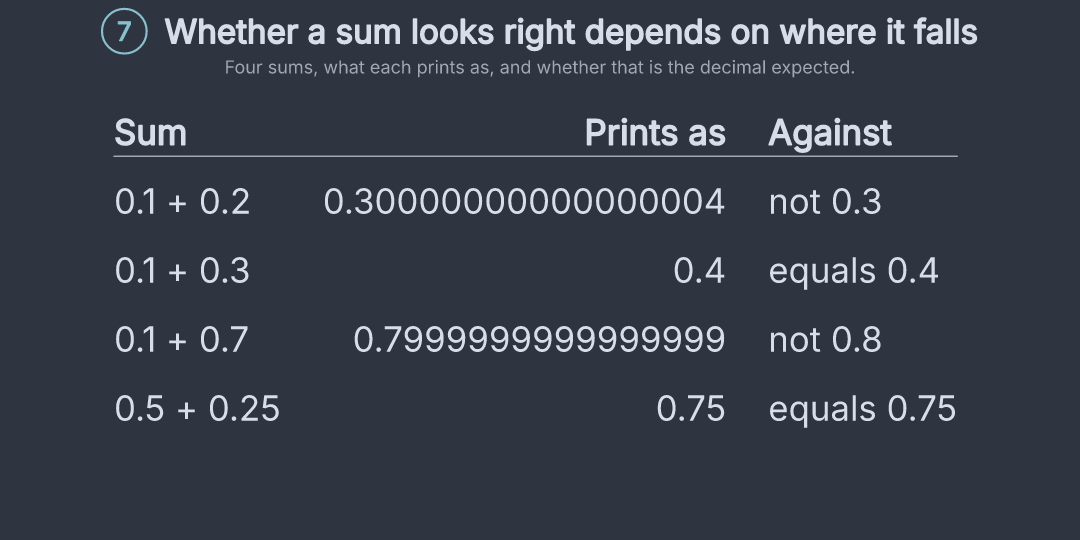 7 Whether a sum looks right depends on where it falls
Four sums, what each prints as, and whether that is the decimal expected.
Sum Prints as Against
0.1 + 0.2 0.30000000000000004 not 0.3
0.1 + 0.3 0.4 equals 0.4
0.1 + 0.7 0.7999999999999999 not 0.8
0.5 + 0.25 0.75 equals 0.75